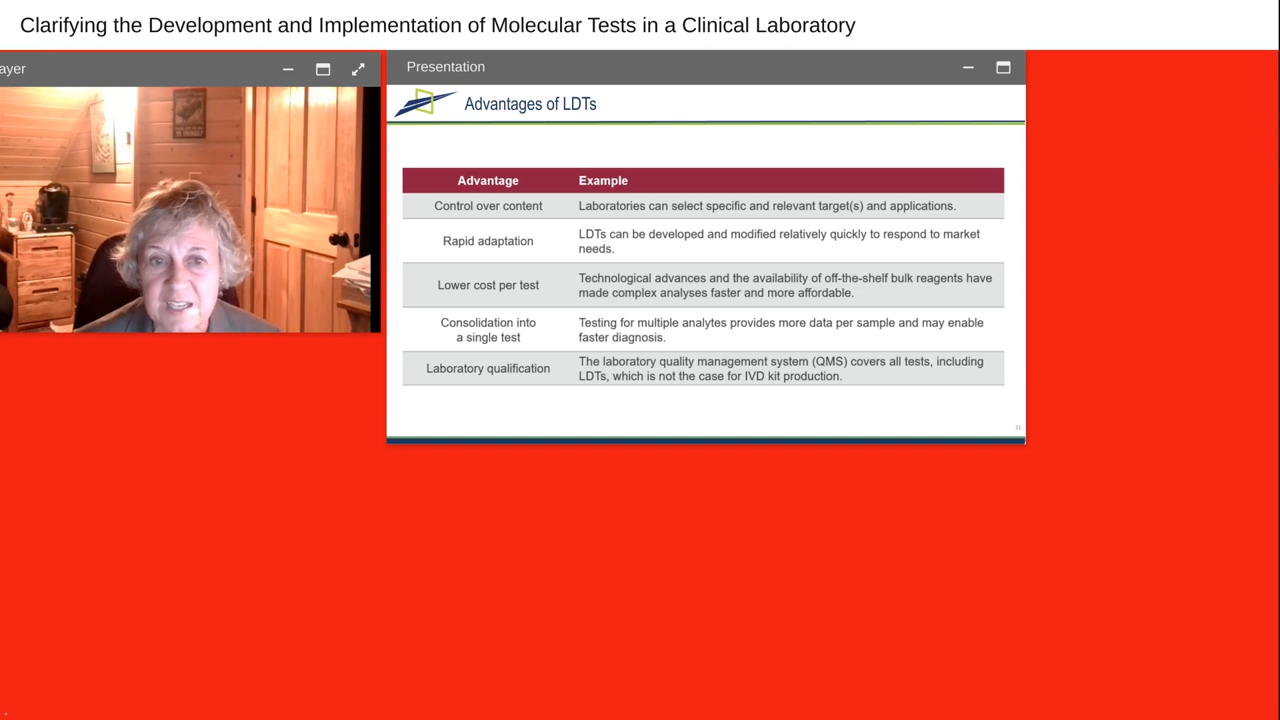 Clarifying the Development and Implementation of Molecular Tests in a Clinical Laboratory
ayer
Presentation
Advantages of LDTs
Advantage Example
Control over content Laboratories can select specific and relevant target(s) and applications.
Rapid adaptation LDTs can be developed and modified relatively quickly to respond to market
needs.
Lower cost per test Technological advances and the availability of off-the-shelf bulk reagents have
made complex analyses faster and more affordable.
Consolidation into Testing for multiple analytes provides more data per sample and may enable
a single test faster diagnosis.
Laboratory qualification The laboratory quality management system (QMS) covers all tests, including
LDTs, which is not the case for IVD kit production.
11